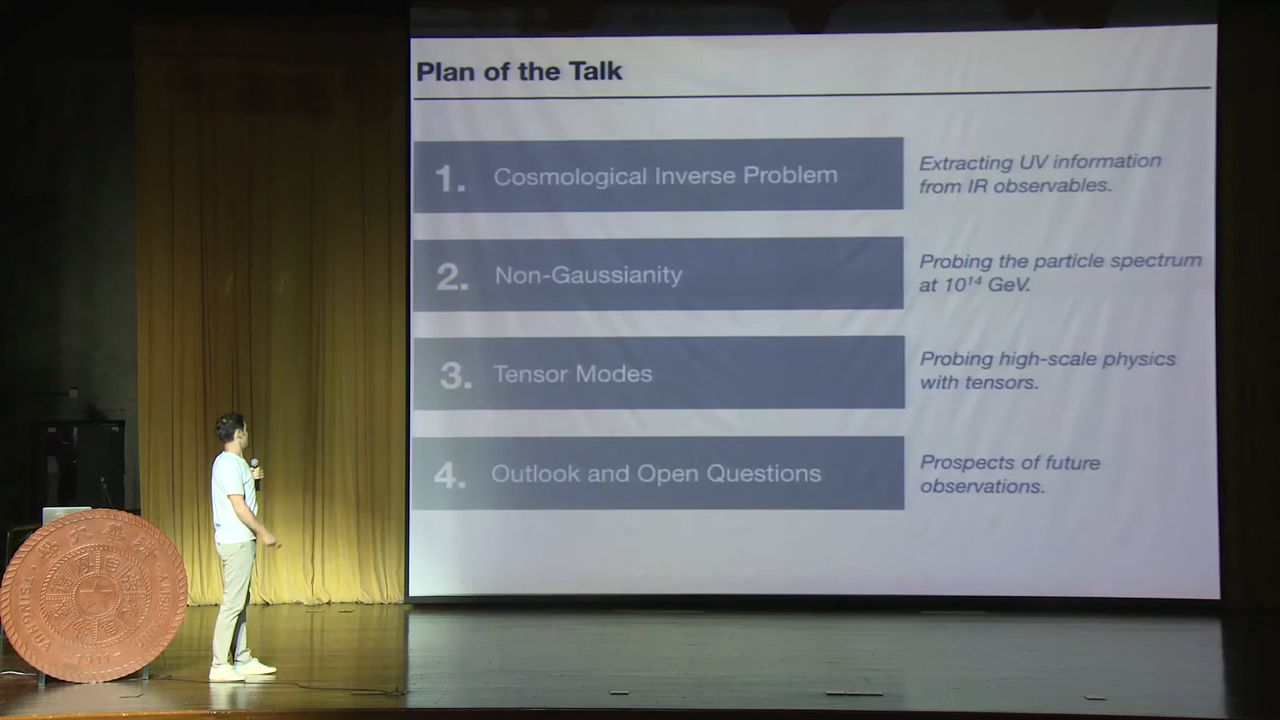 Plan of the Talk
1. Cosmological Inverse Problem
Extracting UV information
from IR observables.
2. Non-Gaussianity
Probing the particle spectrum
at 10¹⁴ GeV.
3. Tensor Modes
Probing high-scale physics
with tensors.
4. Outlook and Open Questions
Prospects of future
observations.
-1911-